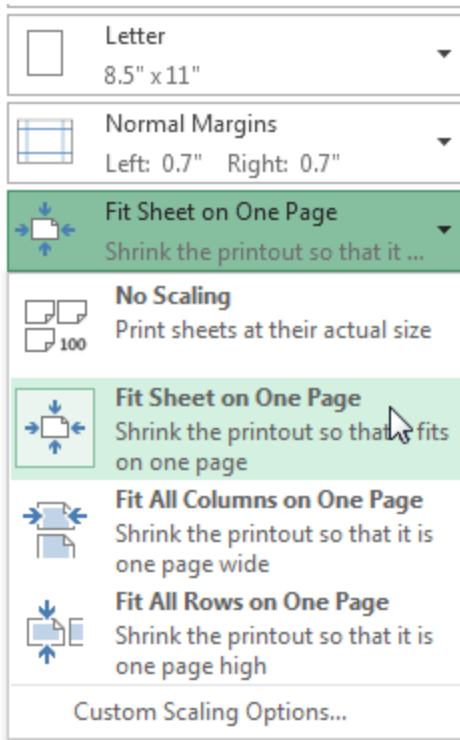 Letter
8.5" x 11"
Normal Margins
Left: 0.7" Right: 0.7"
Fit Sheet on One Page
Shrink the printout so that it ...
No Scaling
Print sheets at their actual size
100
Fit Sheet on One Page
Shrink the printout so that fits
on one page
Fit All Columns on One Page
Shrink the printout so that it is
one page wide
Fit All Rows on One Page
Shrink the printout so that it is
one page high
Custom Scaling Options...